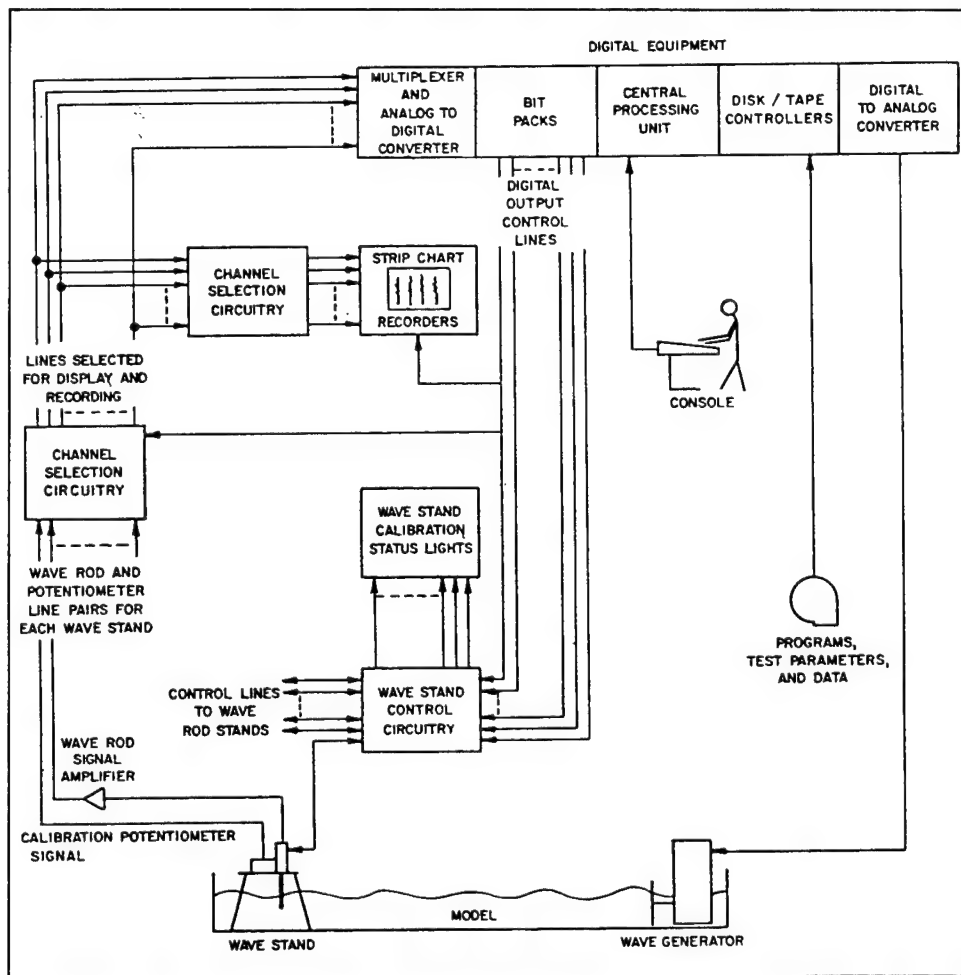 DIGITAL EQUIPMENT
MULTIPLEXER
AND
ANALOG TO
DIGITAL
CONVERTER
BIT
PACKS
CENTRAL
PROCESSING
UNIT
DISK / TAPE
CONTROLLERS
DIGITAL
TO ANALOG
CONVERTER
DIGITAL
OUTPUT
CONTROL
LINES
CHANNEL
SELECTION
CIRCUITRY
STRIP CHART
RECORDERS
LINES SELECTED
FOR DISPLAY AND
RECORDING
CONSOLE
CHANNEL
SELECTION
CIRCUITRY
WAVE STAND
CALIBRATION
STATUS LIGHTS
WAVE ROD AND
POTENTIOMETER
LINE PAIRS FOR
EACH WAVE STAND
PROGRAMS,
TEST PARAMETERS,
AND DATA
CONTROL LINES
TO WAVE
ROD STANDS
WAVE STAND
CONTROL
CIRCUITRY
WAVE ROD
SIGNAL
AMPLIFIER
CALIBRATION POTENTIOMETER
SIGNAL
MODEL
WAVE STAND
WAVE GENERATOR